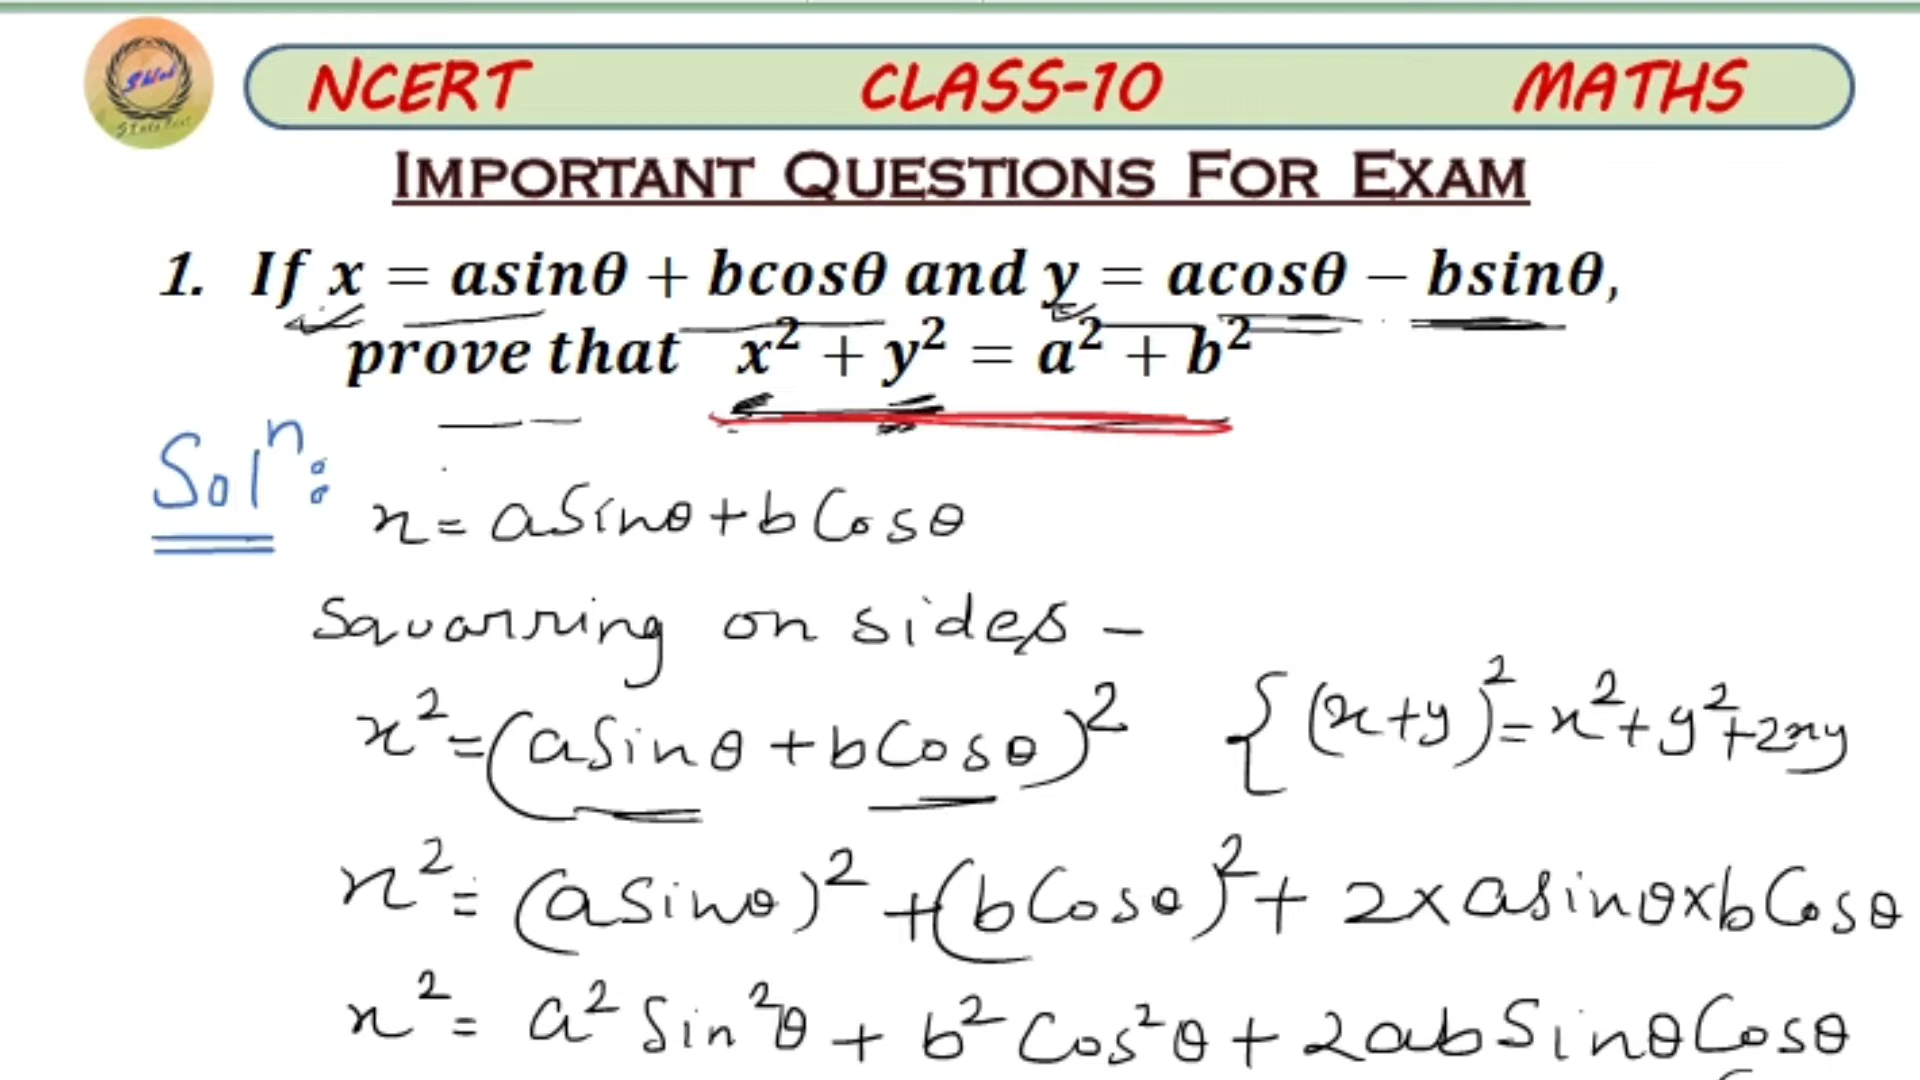 Shlok
NCERT CLASS-10 MATHS
IMPORTANT QUESTIONS FOR EXAM
1. If x = asinθ + bcosθ and y = acosθ − bsinθ,
prove that x² + y² = a² + b²
Solⁿ:
x = aSinθ + bCosθ
Squarring on sides –
x² = (aSinθ + bCosθ)² {(x+y)² = x² + y² + 2xy
x² = (aSinθ)² + (bCosθ)² + 2 × asinθ × bCosθ
x² = a² Sin²θ + b² Cos²θ + 2abSinθCosθ